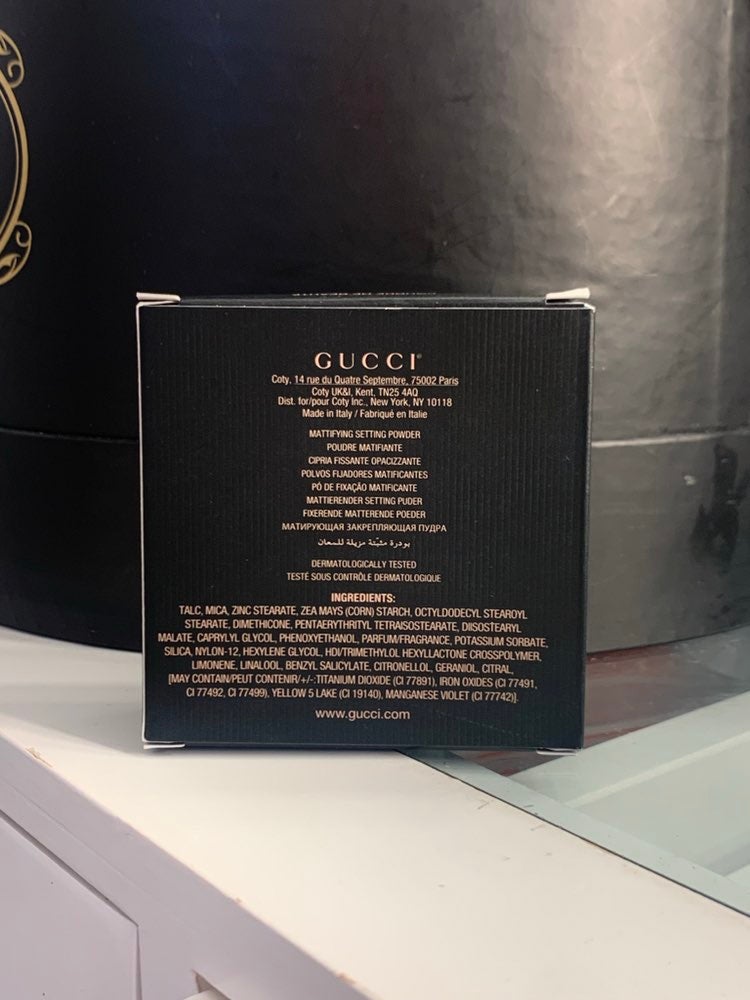 GUCCI®
Coty, 14 rue du Quatre Septembre, 75002 Paris
Coty UK&I, Kent, TN25 4AQ
Dist. for/pour Coty Inc., New York, NY 10118
Made in Italy / Fabriqué en Italie
MATTIFYING SETTING POWDER
POUDRE MATIFIANTE
CIPRIA FISSANTE OPACIZZANTE
POLVOS FIJADORES MATIFICANTES
PÓ DE FIXAÇÃO MATIFICANTE
MATTIERENDER SETTING PUDER
FIXERENDE MATTERENDE POEDER
МАТИРУЮЩАЯ ЗАКРЕПЛЯЮЩАЯ ПУДРА
بودرة مثبّتة مزيلة للمعان
DERMATOLOGICALLY TESTED
TESTÉ SOUS CONTRÔLE DERMATOLOGIQUE
INGREDIENTS:
TALC, MICA, ZINC STEARATE, ZEA MAYS (CORN) STARCH, OCTYLDODECYL STEAROYL
STEARATE, DIMETHICONE, PENTAERYTHRITYL TETRAISOSTEARATE, DIISOSTEARYL
MALATE, CAPRYLYL GLYCOL, PHENOXYETHANOL, PARFUM/FRAGRANCE, POTASSIUM SORBATE,
SILICA, NYLON-12, HEXYLENE GLYCOL, HDI/TRIMETHYLOL HEXYLLACTONE CROSSPOLYMER,
LIMONENE, LINALOOL, BENZYL SALICYLATE, CITRONELLOL, GERANIOL, CITRAL,
[MAY CONTAIN/PEUT CONTENIR/+/-:TITANIUM DIOXIDE (CI 77891), IRON OXIDES (CI 77491,
CI 77492, CI 77499), YELLOW 5 LAKE (CI 19140), MANGANESE VIOLET (CI 77742)].
www.gucci.com